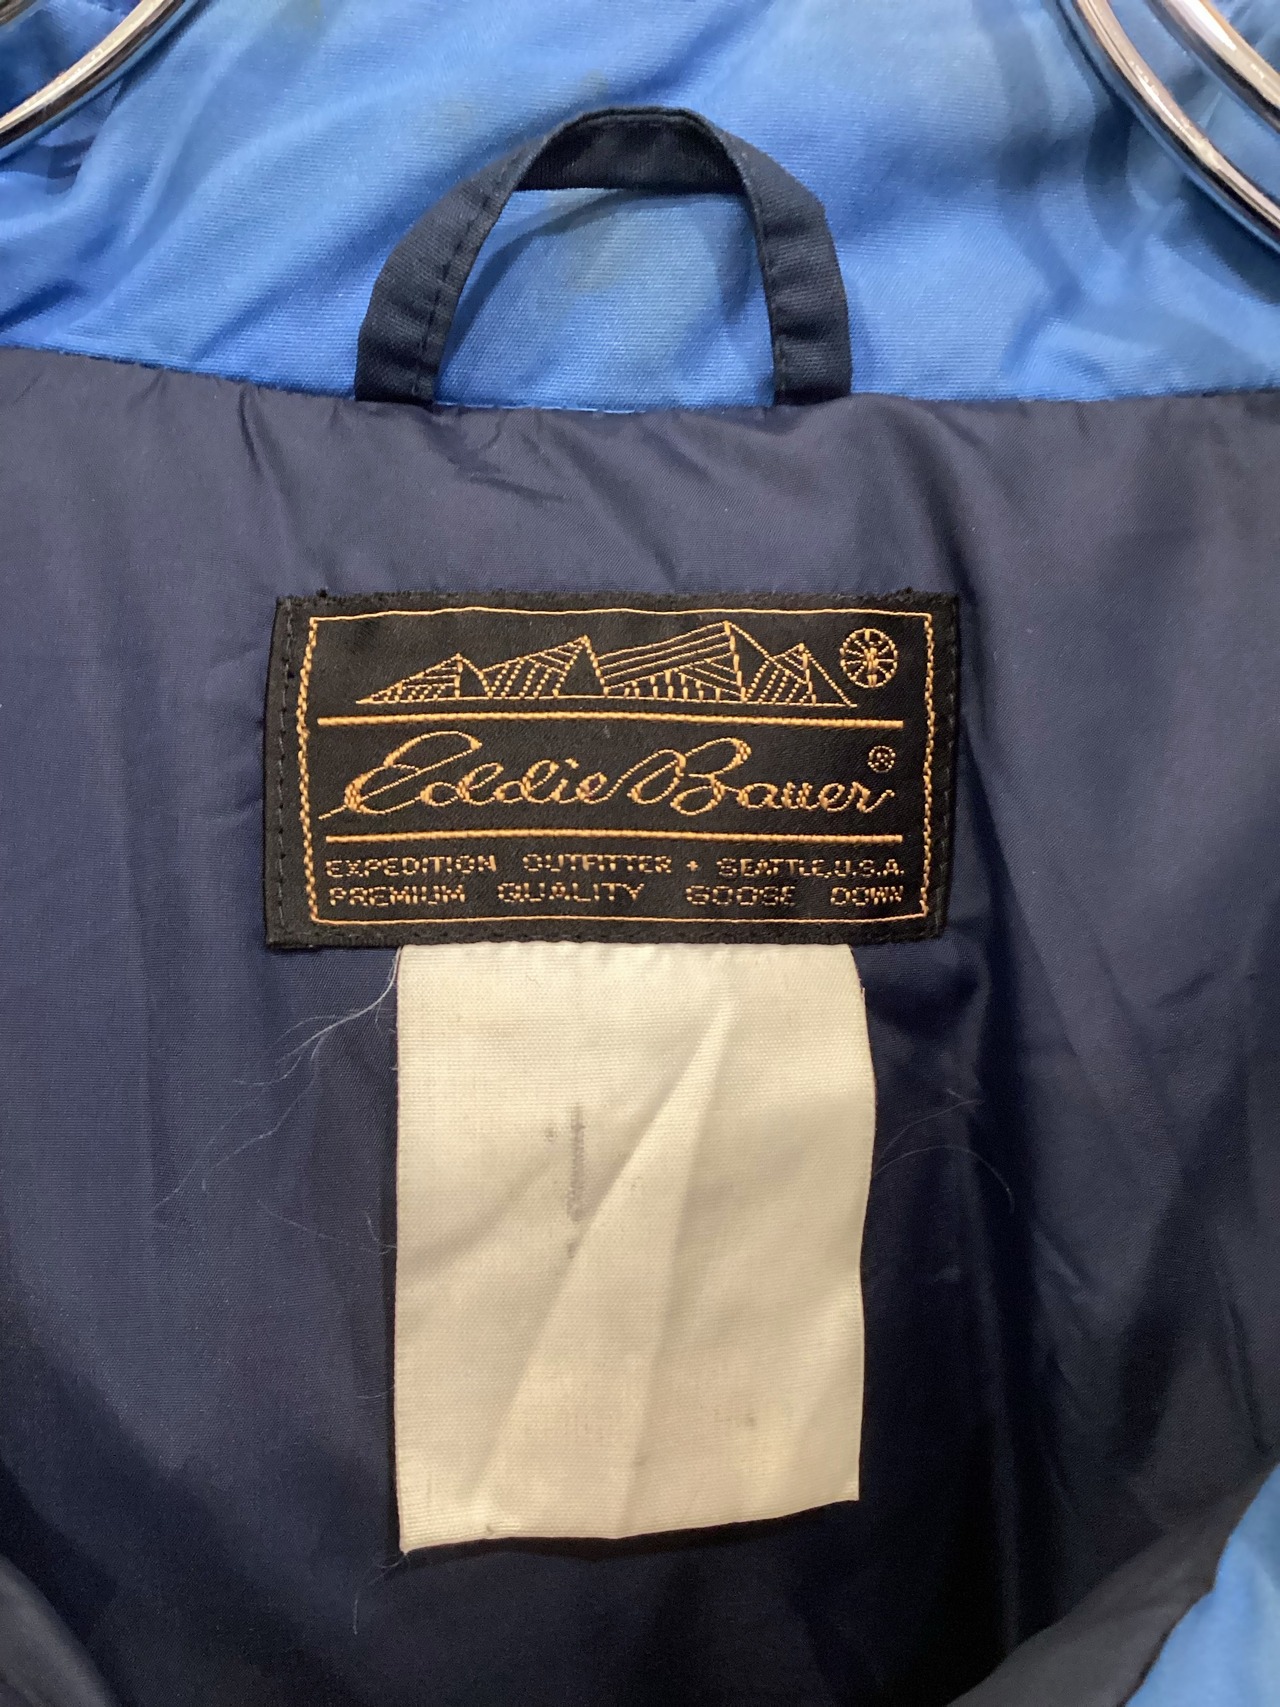 Eddie Bauer ®
EXPEDITION OUTFITTER + SEATTLE, U.S.A.
PREMIUM QUALITY GOOSE DOWN